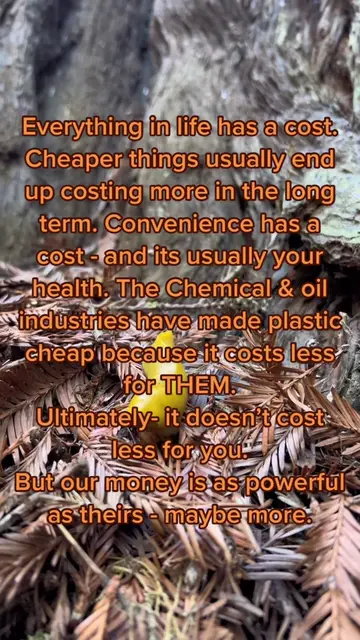 Everything in life has a cost.
Cheaper things usually end
up costing more in the long
term. Convenience has a
cost - and its usually your
health. The Chemical & oil
industries have made plastic
cheap because it costs less
for THEM.
Ultimately- it doesn't cost
less for you.
But our money is as powerful
as theirs - maybe more.